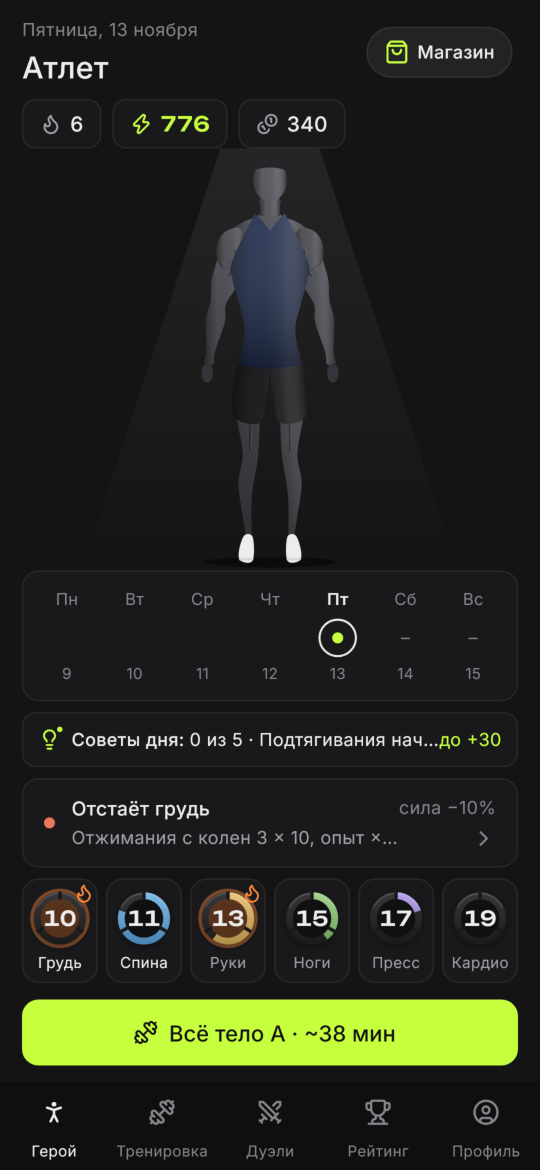 Пятница, 13 ноября
Атлет
Магазин
6
776
340
Пн Вт Ср Чт Пт Сб Вс
– –
9 10 11 12 13 14 15
Советы дня: 0 из 5 · Подтягивания нач...до +30
Отстаёт грудь
сила −10%
Отжимания с колен 3 × 10, опыт ×...
10 11 13 15 17 19
Грудь Спина Руки Ноги Пресс Кардио
Всё тело А · ~38 мин
Герой Тренировка Дуэли Рейтинг Профиль